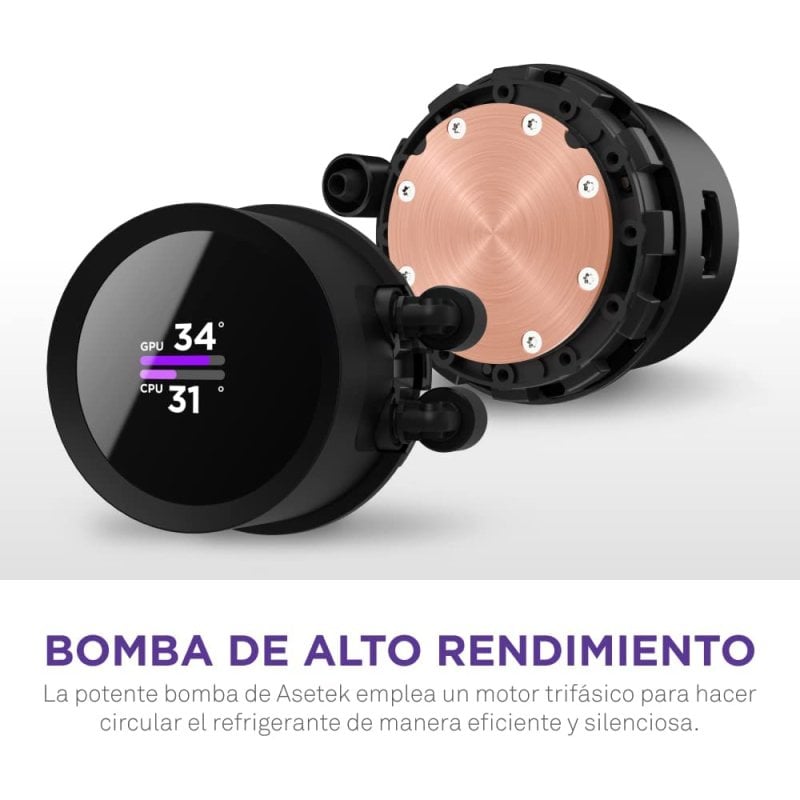 GPU 34°
CPU 31°
BOMBA DE ALTO RENDIMIENTO
La potente bomba de Asetek emplea un motor trifásico para hacer
circular el refrigerante de manera eficiente y silenciosa.